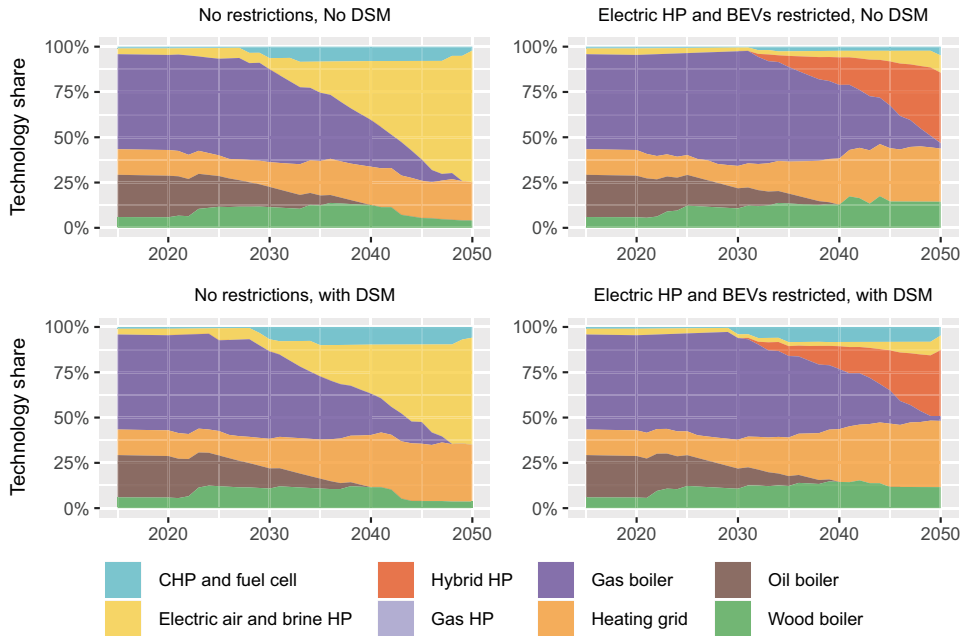 No restrictions, No DSM
Electric HP and BEVs restricted, No DSM
Technology share
100%
75%
50%
25%
0%
2020 2030 2040 2050
100%
75%
50%
25%
0%
2020 2030 2040 2050
No restrictions, with DSM
Electric HP and BEVs restricted, with DSM
Technology share
100%
75%
50%
25%
0%
2020 2030 2040 2050
100%
75%
50%
25%
0%
2020 2030 2040 2050
CHP and fuel cell
Hybrid HP
Gas boiler
Oil boiler
Electric air and brine HP
Gas HP
Heating grid
Wood boiler